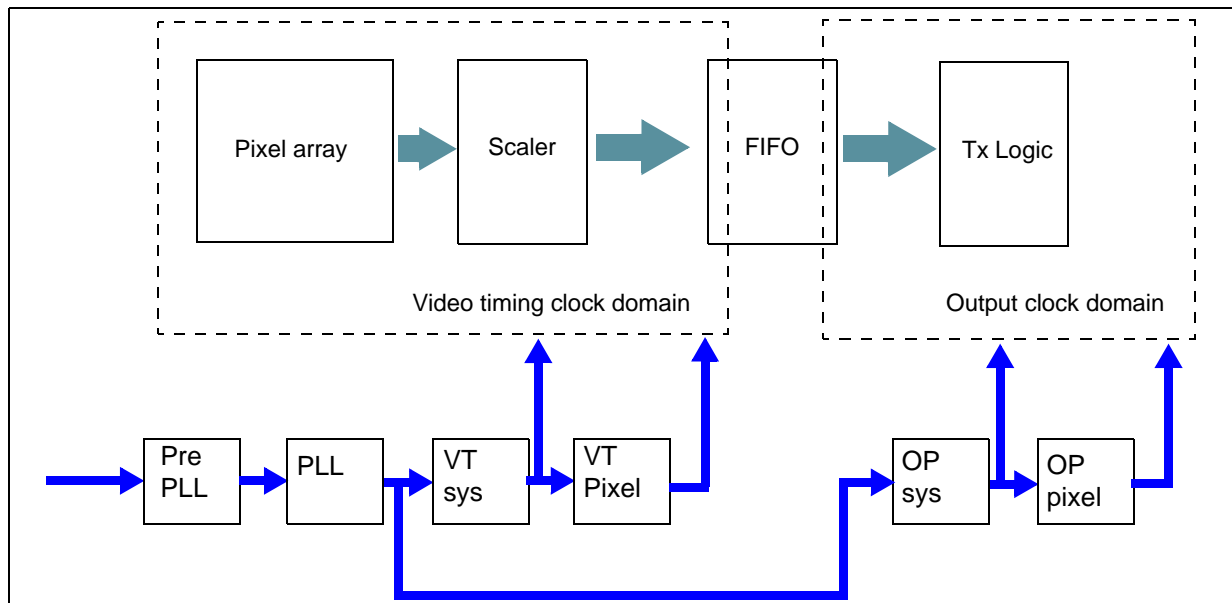 Pixel array
Scaler
FIFO
Tx Logic
Video timing clock domain
Output clock domain
Pre
PLL
PLL
VT
sys
VT
Pixel
OP
sys
OP
pixel